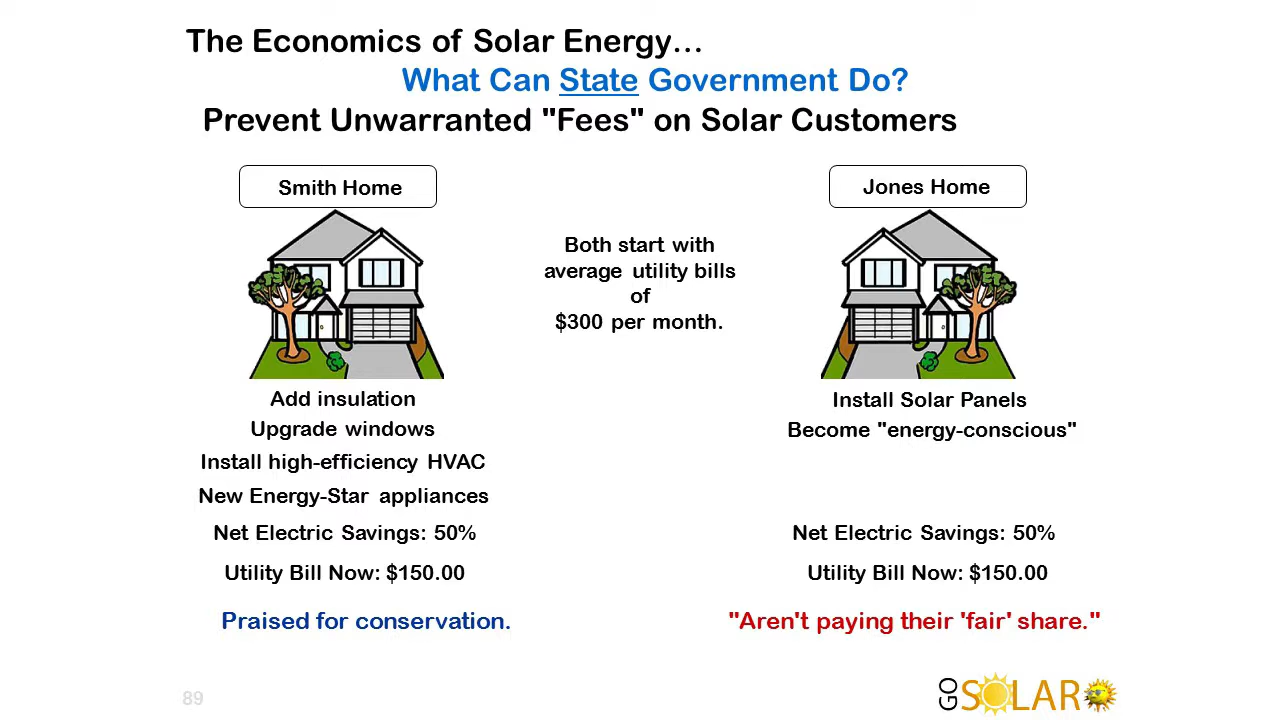 The Economics of Solar Energy…
What Can State Government Do?
Prevent Unwarranted "Fees" on Solar Customers
Smith Home
Jones Home
Both start with
average utility bills
of
$300 per month.
Add insulation
Upgrade windows
Install high-efficiency HVAC
New Energy-Star appliances
Net Electric Savings: 50%
Utility Bill Now: $150.00
Praised for conservation.
Install Solar Panels
Become "energy-conscious"
Net Electric Savings: 50%
Utility Bill Now: $150.00
"Aren't paying their 'fair' share."
89
GO SOLAR